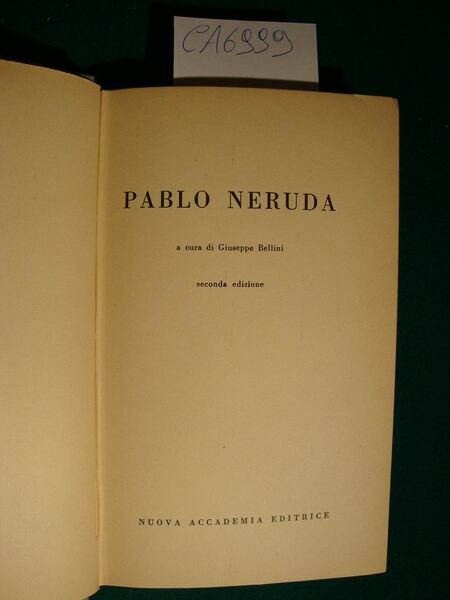 CA6999
PABLO NERUDA
a cura di Giuseppe Bellini
seconda edizione
NUOVA ACCADEMIA EDITRICE